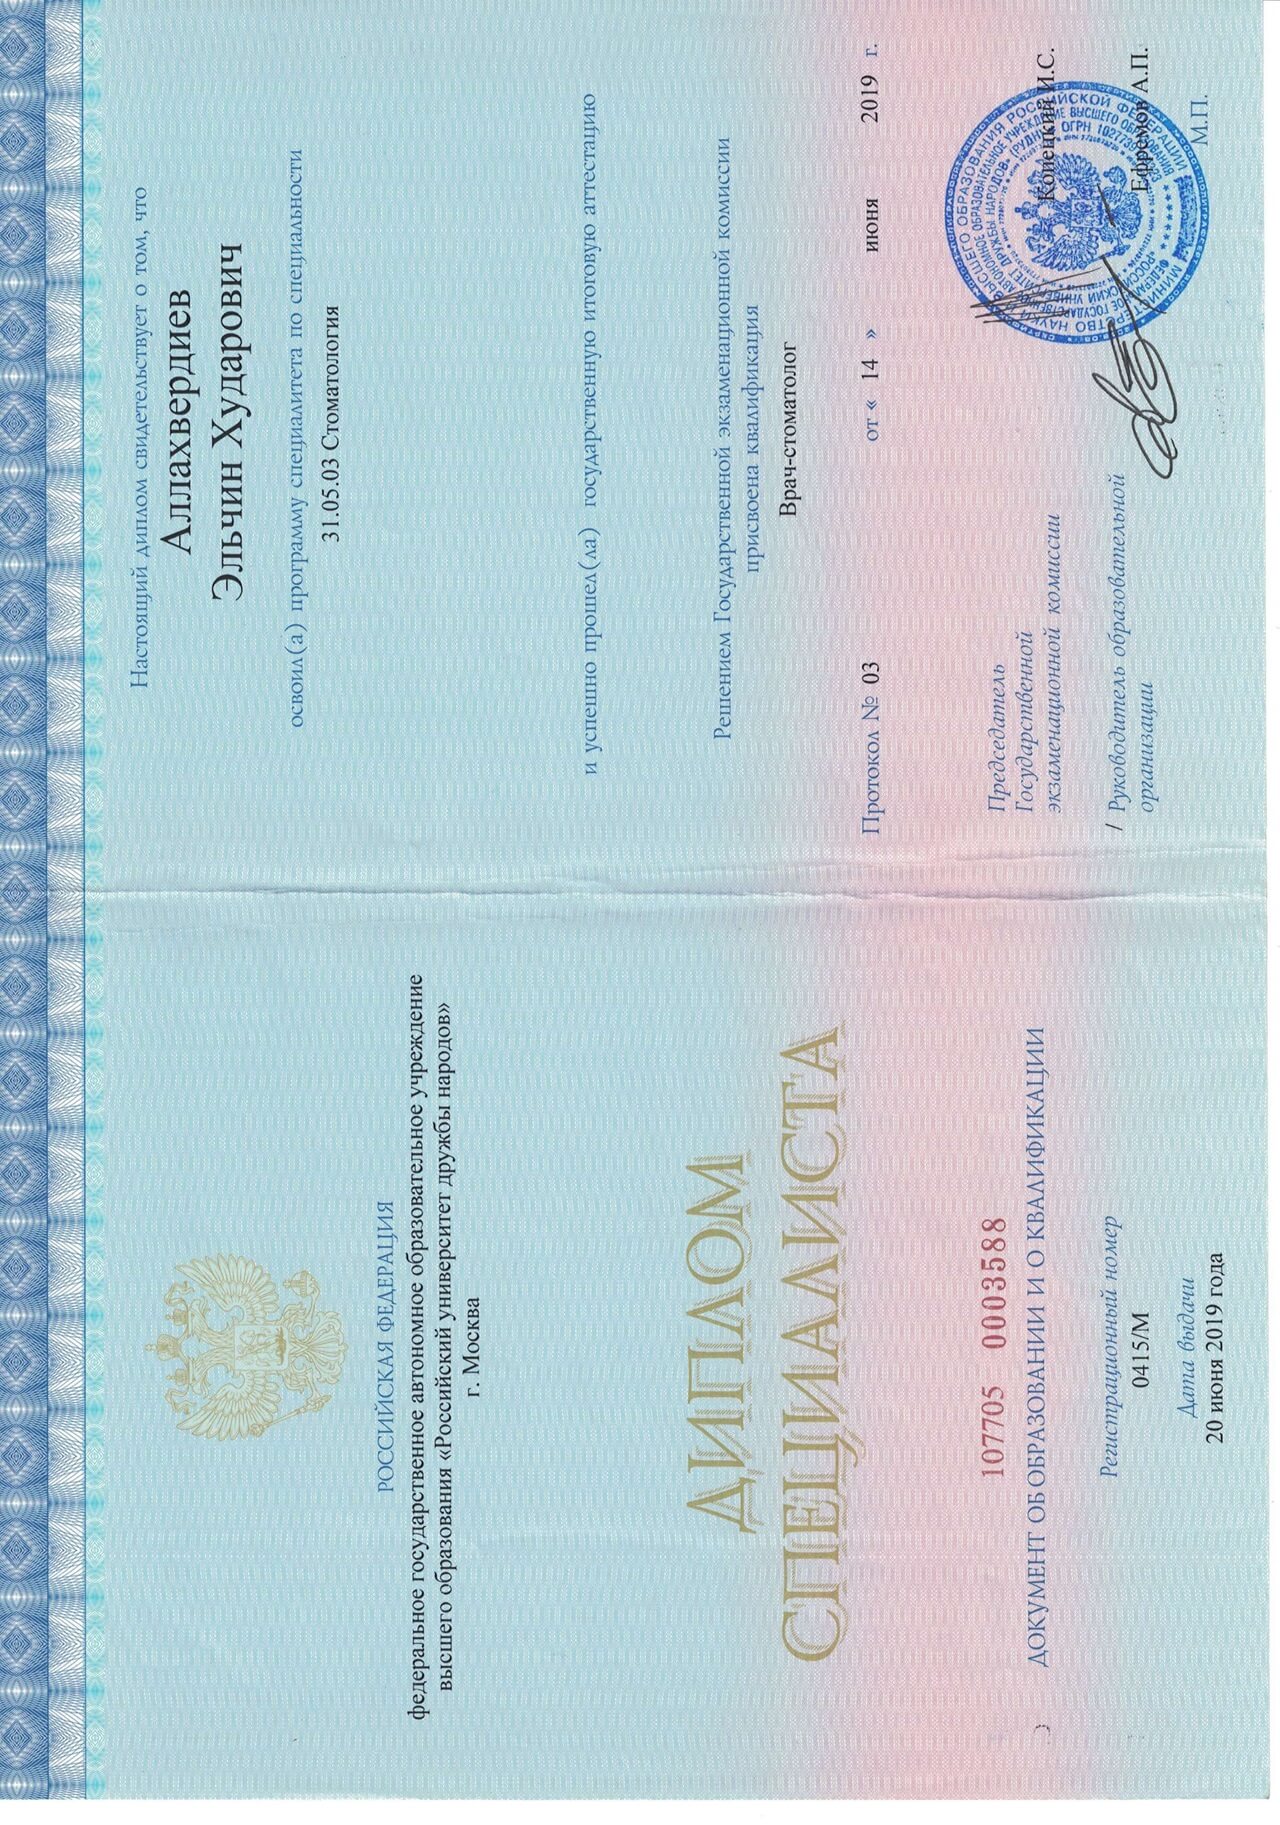 РОССИЙСКАЯ ФЕДЕРАЦИЯ
федеральное государственное автономное образовательное учреждение
высшего образования «Российский университет дружбы народов»
г. Москва
ДИПЛОМ
СПЕЦИАЛИСТА
107705 0003588
ДОКУМЕНТ ОБ ОБРАЗОВАНИИ И О КВАЛИФИКАЦИИ
Регистрационный номер
0415/М
Дата выдачи
20 июня 2019 года
Настоящий диплом свидетельствует о том, что
Аллахвердиев
Эльчин Хударович
освоил(а) программу специалитета по специальности
31.05.03 Стоматология
и успешно прошел(ла) государственную итоговую аттестацию
Решением Государственной экзаменационной комиссии
присвоена квалификация
Врач-стоматолог
Протокол № 03 от « 14 » июня 2019 г.
Председатель
Государственной
экзаменационной комиссии
Копецкий И.С.
/ Руководитель образовательной
организации
Ефремов А.П.
М.П.